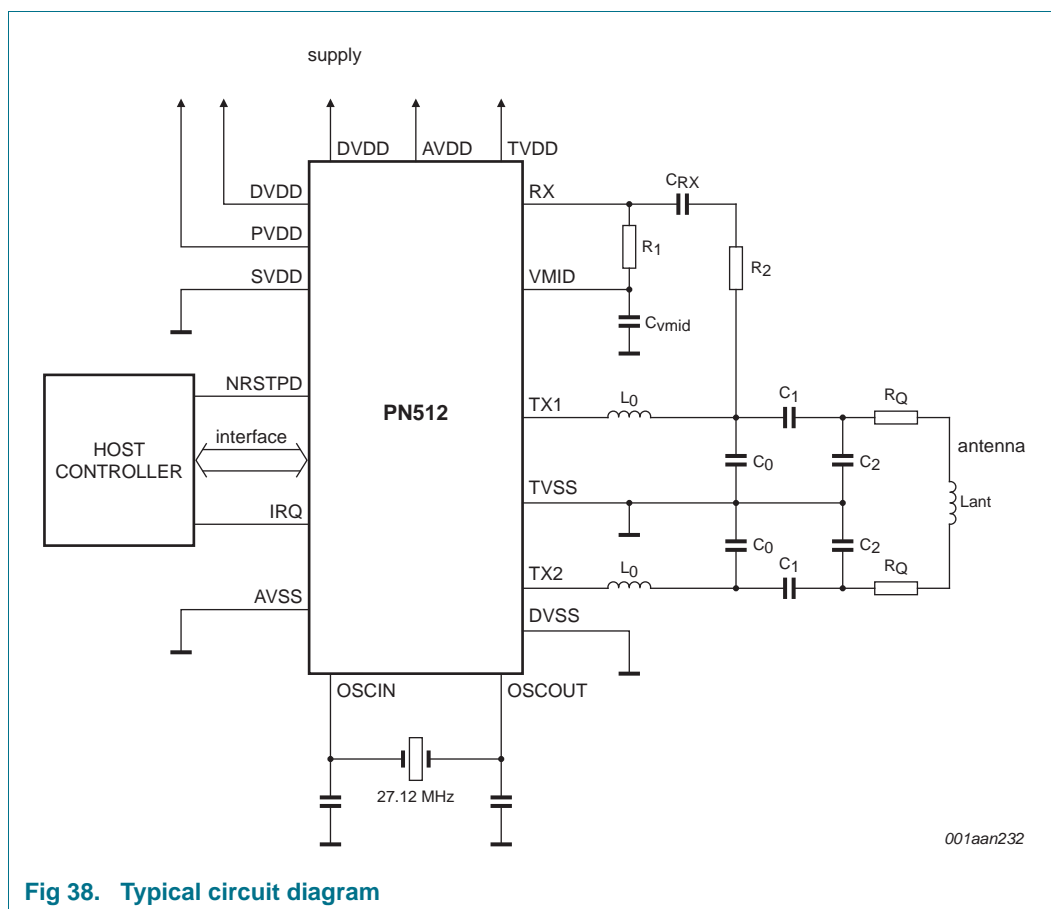 supply
DVDD
AVDD
TVDD
DVDD
PVDD
SVDD
RX
CRX
R1
R2
VMID
Cvmid
HOST
CONTROLLER
NRSTPD
interface
IRQ
PN512
TX1
L0
C1
RQ
antenna
C0
C2
TVSS
Lant
C0
C2
TX2
L0
C1
RQ
AVSS
DVSS
OSCIN
OSCOUT
27.12 MHz
001aan232
Fig 38. Typical circuit diagram